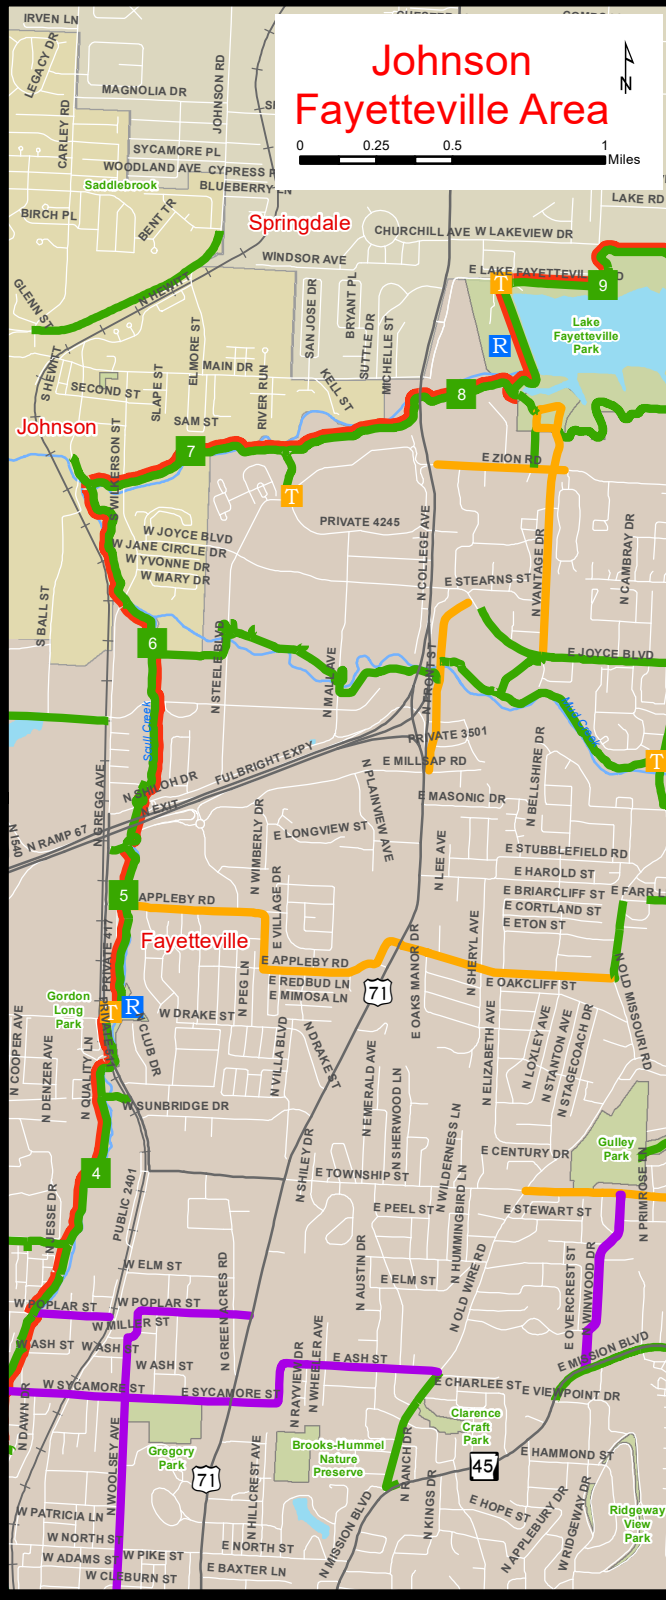 IRVEN LN
LEGACY DR
MAGNOLIA DR
CARLEY RD
JOHNSON RD
Johnson
Fayetteville Area
N
0
0.25
0.5
1
Miles
SYCAMORE PL
WOODLAND AVE
CYPRESS
BLUEBERRY LN
Saddlebrook
BIRCH PL
BENT TR
Springdale
LAKE RD
CHURCHILL AVE
W LAKEVIEW DR
WINDSOR AVE
E LAKE FAYETTEVIL
N HEWITT
GLENN ST
T
9
SAN JOSE DR
BRYANT PL
SUTTLE DR
MICHELLE ST
R
Lake
Fayetteville
Park
S HEWITT
ELMORE ST
MAIN DR
SLAPE ST
SECOND ST
RIVER RUN
KELL ST
8
Johnson
SAM ST
S WILKERSON ST
7
E ZION RD
T
PRIVATE 4245
W JOYCE BLVD
W JANE CIRCLE DR
W YVONNE DR
W MARY DR
N COLLEGE AVE
E STEARNS ST
N VANTAGE DR
N CAMBRAY DR
S BALL ST
6
N STEELE BLVD
N MALL AVE
N FRONT ST
E JOYCE BLVD
Scull Creek
Mud Creek
PRIVATE 3501
E MILLSAP RD
T
FULBRIGHT EXPY
N SHILOH DR
N EXIT
N GREGG AVE
N RAMP 67
N 1540
N PLAINVIEW AVE
E MASONIC DR
N BELLSHIRE DR
E LONGVIEW ST
N WIMBERLY DR
N LEE AVE
E STUBBLEFIELD RD
E HAROLD ST
E BRIARCLIFF ST
E FARR L
E CORTLAND ST
E ETON ST
5
APPLEBY RD
E VILLAGE DR
Fayetteville
PRIVATE 417
E APPLEBY RD
E REDBUD LN
E MIMOSA LN
N PEG LN
71
E OAKS MANOR DR
N SHERYL AVE
E OAKCLIFF ST
N OLD MISSOURI RD
Gordon
Long
Park
T
R
W DRAKE ST
N CLUB DR
N COOPER AVE
N DENZER AVE
N QUALITY LN
N VILLA BLVD
N DRAKE ST
N EMERALD AVE
N SHERWOOD LN
N ELIZABETH AVE
N LOXLEY AVE
N STANTON AVE
N STAGECOACH DR
W SUNBRIDGE DR
N WILDERNESS LN
E CENTURY DR
Gulley
Park
N PRIMROSE LN
4
N SHILEY DR
E TOWNSHIP ST
E PEEL ST
N HUMMINGBIRD LN
E STEWART ST
N JESSE DR
PUBLIC 2401
W ELM ST
N GREEN ACRES RD
N AUSTIN DR
E ELM ST
N OLD WIRE RD
E OVERCREST ST
N WINWOOD DR
W POPLAR ST
W POPLAR ST
W MILLER ST
W ASH ST
W ASH ST
W ASH ST
N RAYVIEW DR
N WHEELER AVE
E ASH ST
E MISSION BLVD
W SYCAMORE ST
E SYCAMORE ST
E CHARLEE ST
E VIEWPOINT DR
N DAWN DR
N WOOLSEY AVE
Gregory
Park
71
N HILLCREST AVE
Brooks-Hummel
Nature
Preserve
Clarence
Craft
Park
45
E HAMMOND ST
N RANCH DR
N KINGS DR
N MISSION BLVD
E HOPE ST
N APPLEBURY DR
W RIDGEWAY DR
Ridgeway
View
Park
W PATRICIA LN
W NORTH ST
W ADAMS ST
W PIKE ST
W CLEBURN ST
E NORTH ST
E BAXTER LN